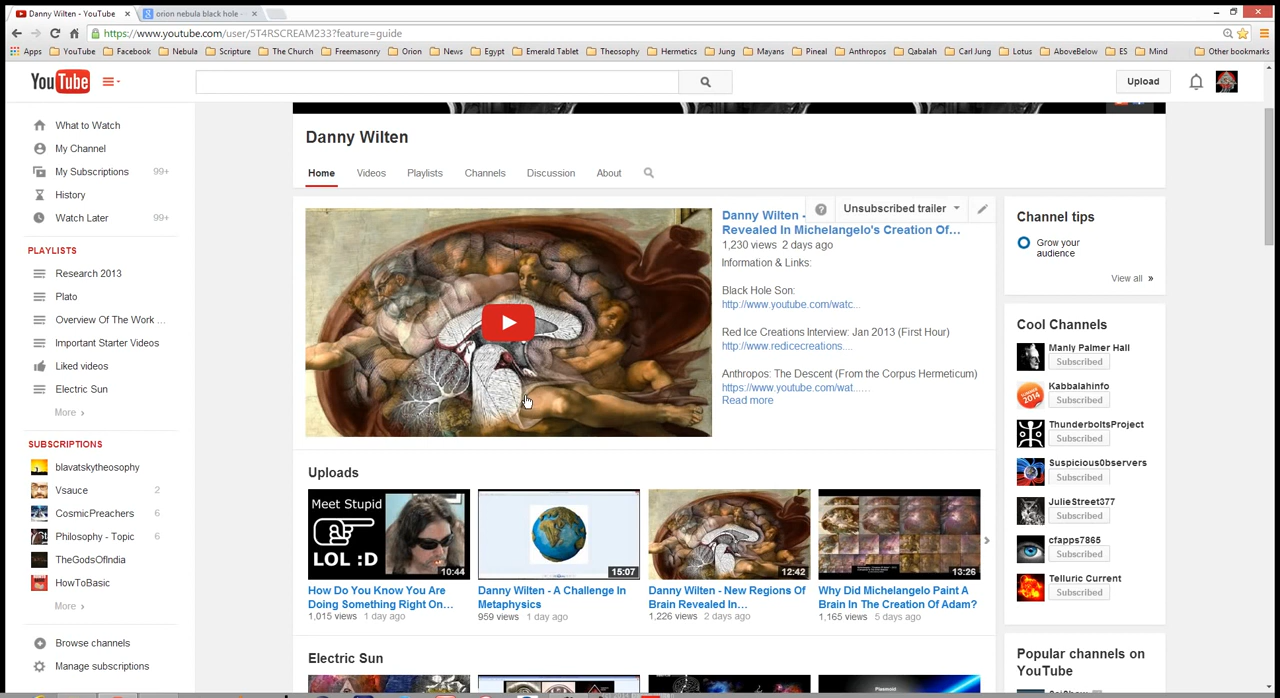 Danny Wilten - YouTube
orion nebula black hole -
https://www.youtube.com/user/5T4RSCREAM233?feature=guide
Apps YouTube Facebook Nebula Scripture The Church Freemasonry Orion News Egypt Emerald Tablet Theosophy Hermetics Jung Mayans Pineal Anthropos Qabalah Carl Jung Lotus AboveBelow ES Mind Other bookmarks
YouTube
Upload
What to Watch
My Channel
My Subscriptions 99+
History
Watch Later 99+
PLAYLISTS
Research 2013
Plato
Overview Of The Work ...
Important Starter Videos
Liked videos
Electric Sun
More ›
SUBSCRIPTIONS
blavatskytheosophy
Vsauce 2
CosmicPreachers 6
Philosophy - Topic 6
TheGodsOfIndia
HowToBasic
More ›
Browse channels
Manage subscriptions
Danny Wilten
Home Videos Playlists Channels Discussion About
Unsubscribed trailer
Danny Wilten -
Revealed In Michelangelo's Creation Of…
1,230 views 2 days ago
Information & Links:
Black Hole Son:
http://www.youtube.com/watc...
Red Ice Creations Interview: Jan 2013 (First Hour)
http://www.redicecreations....
Anthropos: The Descent (From the Corpus Hermeticum)
https://www.youtube.com/wat......
Read more
Uploads
Meet Stupid
LOL :D
10:44
How Do You Know You Are
Doing Something Right On…
1,015 views 1 day ago
15:07
Danny Wilten - A Challenge In
Metaphysics
959 views 1 day ago
12:42
Danny Wilten - New Regions Of
Brain Revealed In…
1,226 views 2 days ago
13:26
Why Did Michelangelo Paint A
Brain In The Creation Of Adam?
1,165 views 5 days ago
Electric Sun
Plasmoid
Channel tips
Grow your
audience
View all »
Cool Channels
Manly Palmer Hall
Subscribed
2014
Kabbalahinfo
Subscribed
ThunderboltsProject
Subscribed
Suspicious0bservers
Subscribed
JulieStreet377
Subscribed
cfapps7865
Subscribed
Telluric Current
Subscribed
Popular channels on
YouTube